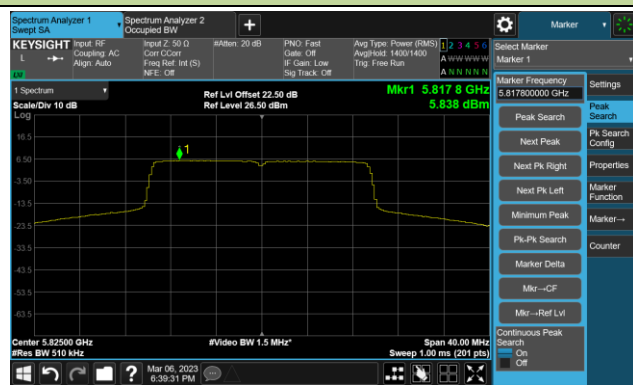 Spectrum Analyzer 1
Swept SA
Spectrum Analyzer 2
Occupied BW
Marker
KEYSIGHT
Input: RF
Coupling: AC
Align: Auto
Input Z: 50 Ω
Corr CCorr
Freq Ref: Int (S)
NFE: Off
#Atten: 20 dB
PNO: Fast
Gate: Off
IF Gain: Low
Sig Track: Off
Avg Type: Power (RMS)
Avg|Hold: 1400/1400
Trig: Free Run
1 2 3 4 5 6
A W W W W W
A N N N N N
L
LXI
Select Marker
Marker 1
1 Spectrum
Scale/Div 10 dB
Log
Ref Lvl Offset 22.50 dB
Ref Level 26.50 dBm
Mkr1 5.817 8 GHz
5.838 dBm
16.5
6.50
-3.50
-13.5
-23.5
-33.5
-43.5
-53.5
-63.5
1
Center 5.82500 GHz
#Res BW 510 kHz
#Video BW 1.5 MHz*
Span 40.00 MHz
Sweep 1.00 ms (201 pts)
Marker Frequency
5.817800000 GHz
Peak Search
Next Peak
Next Pk Right
Next Pk Left
Minimum Peak
Pk-Pk Search
Marker Delta
Mkr→CF
Mkr→Ref Lvl
Continuous Peak
Search
On
Off
Settings
Peak
Search
Pk Search
Config
Properties
Marker
Function
Marker→
Counter
?
Mar 06, 2023
6:39:31 PM